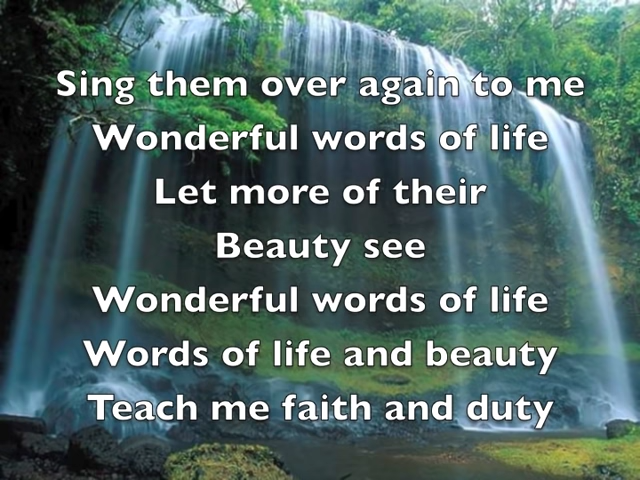 Sing them over again to me
Wonderful words of life
Let more of their
Beauty see
Wonderful words of life
Words of life and beauty
Teach me faith and duty